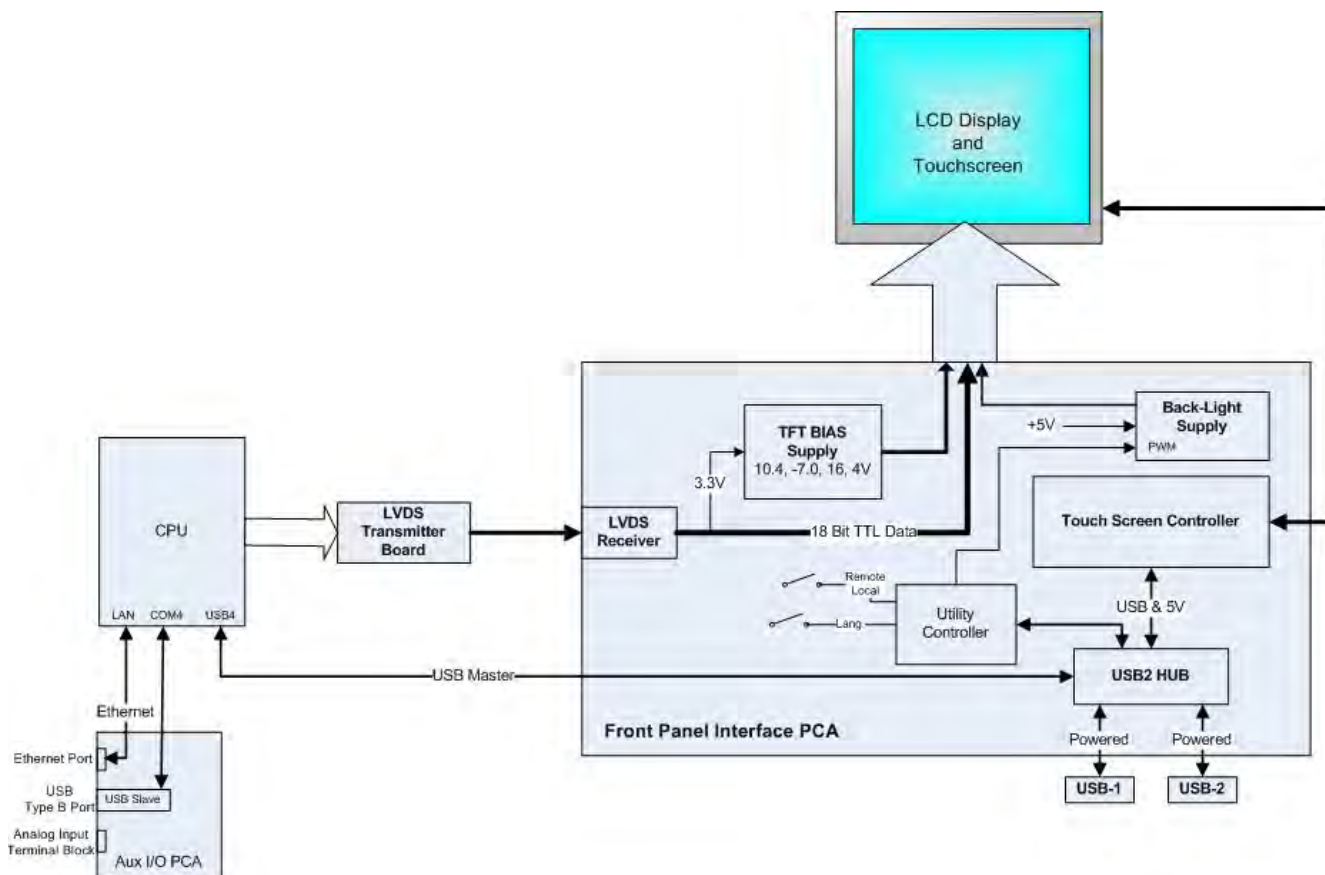 LCD Display
and
Touchscreen
Back-Light
Supply
+5V
PWM
TFT BIAS
Supply
10.4, -7.0, 16, 4V
3.3V
CPU
LAN
COM4
USB4
LVDS
Transmitter
Board
LVDS
Receiver
18 Bit TTL Data
Touch Screen Controller
Remote
Local
Lang
Utility
Controller
USB & 5V
USB Master
USB2 HUB
Ethernet
Front Panel Interface PCA
Powered
Powered
USB-1
USB-2
Ethernet Port
USB
Type B Port
USB Slave
Analog Input
Terminal Block
Aux I/O PCA